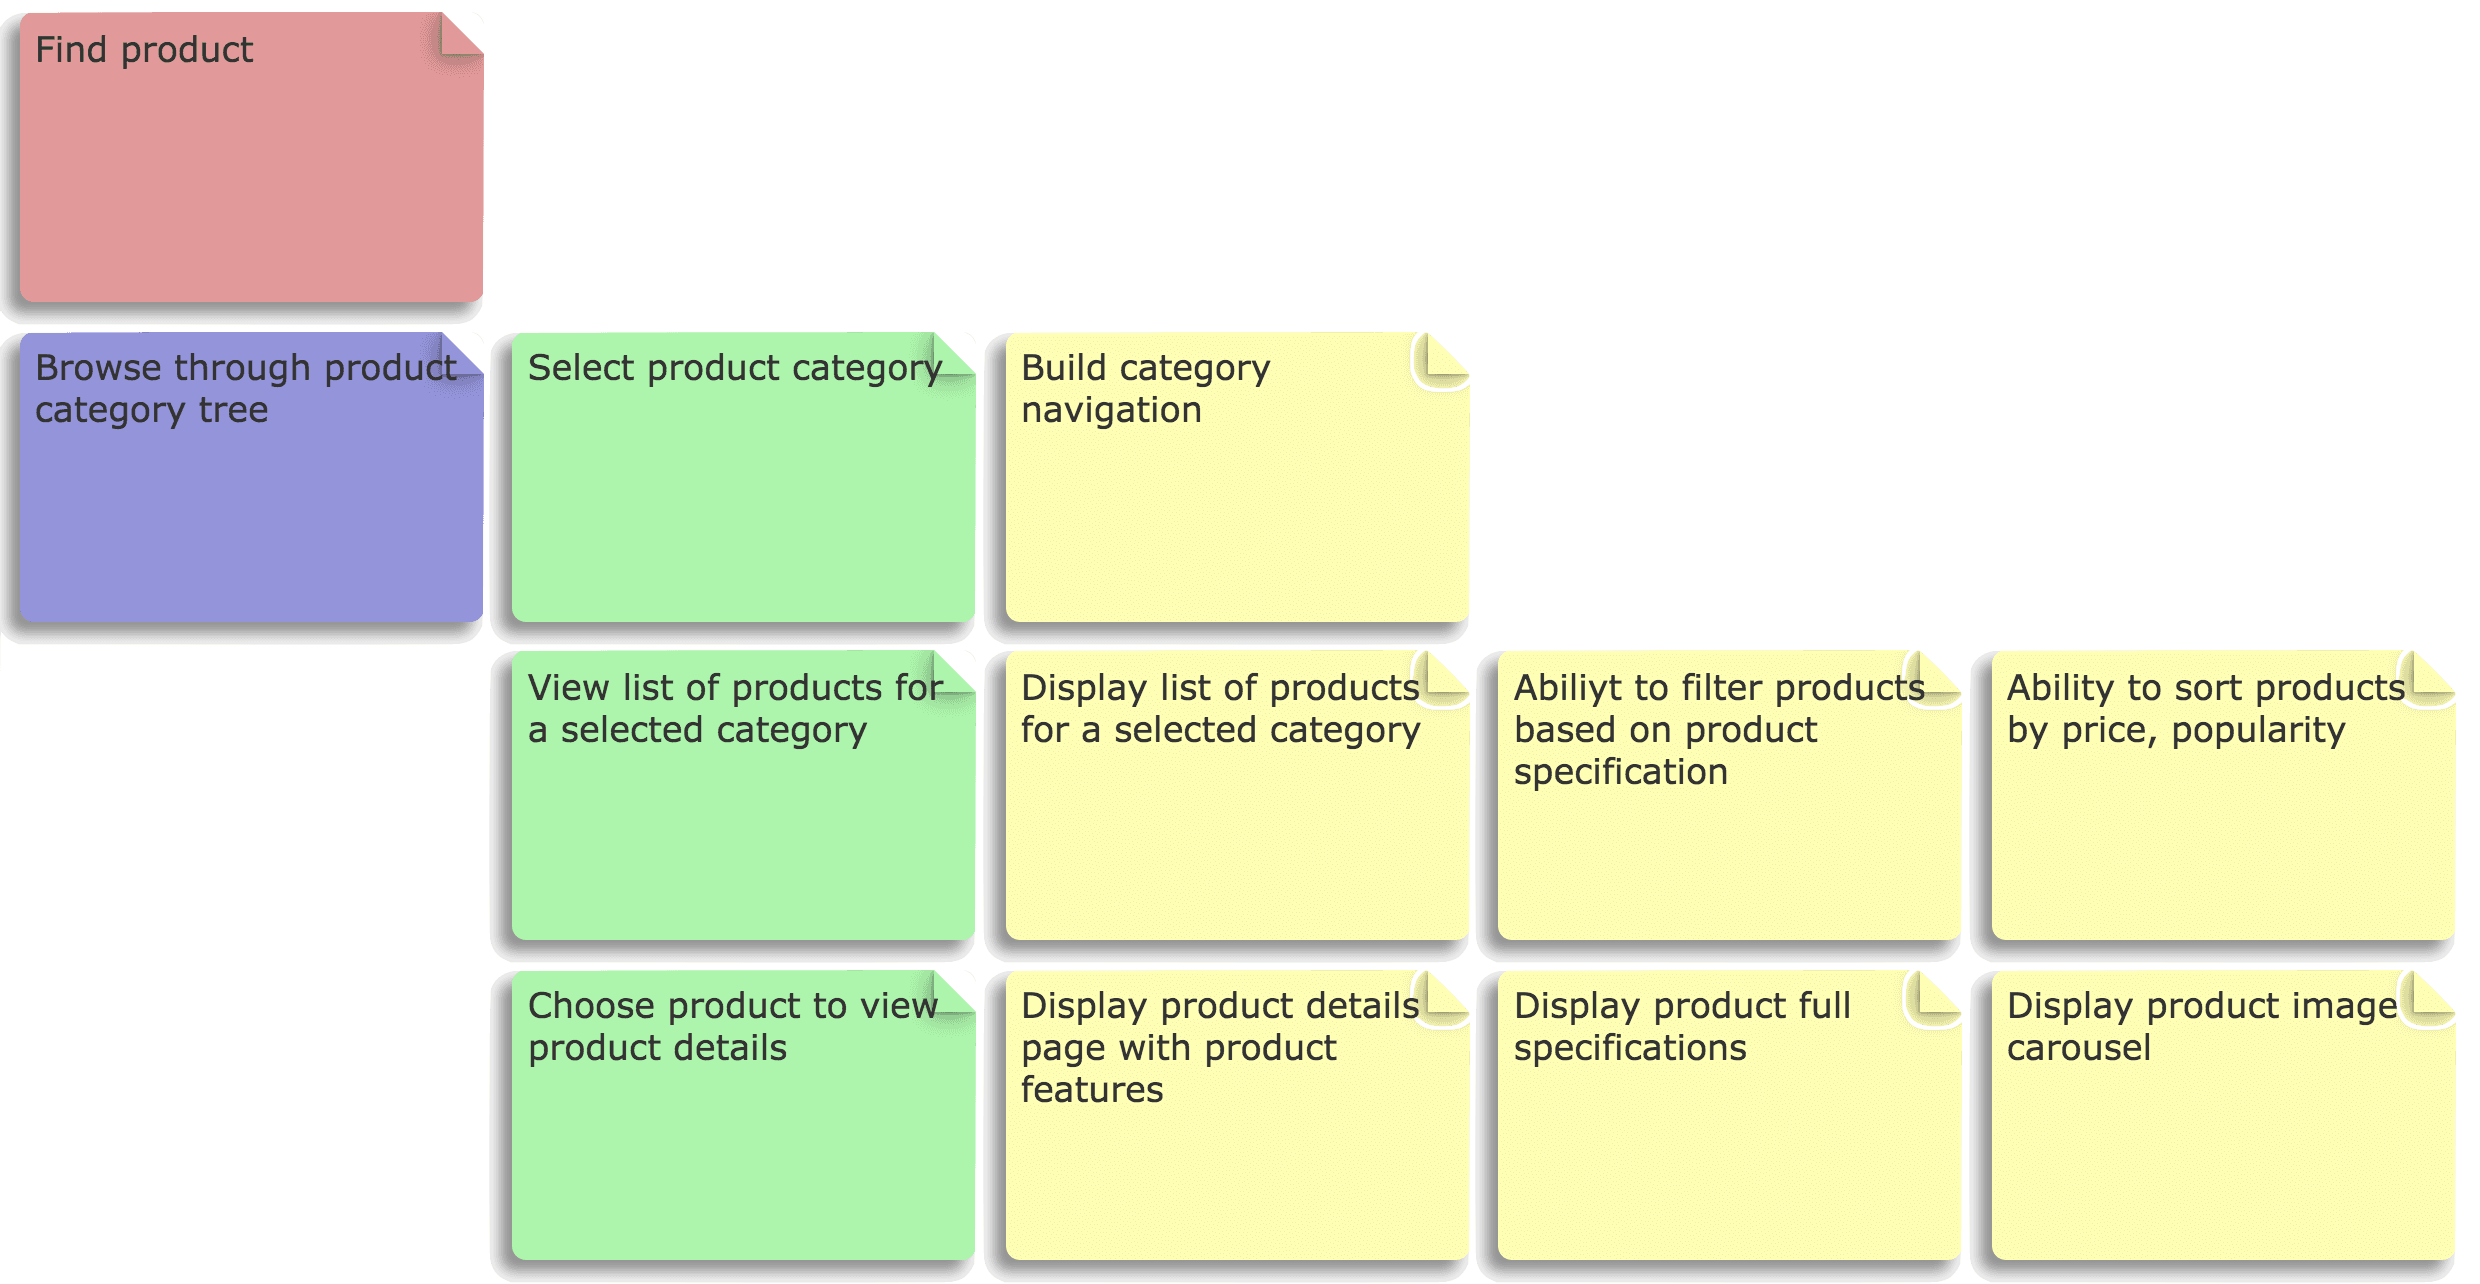 Find product
Browse through product
category tree
Select product category
Build category
navigation
View list of products for
a selected category
Display list of products
for a selected category
Abiliyt to filter products
based on product
specification
Ability to sort products
by price, popularity
Choose product to view
product details
Display product details
page with product
features
Display product full
specifications
Display product image
carousel